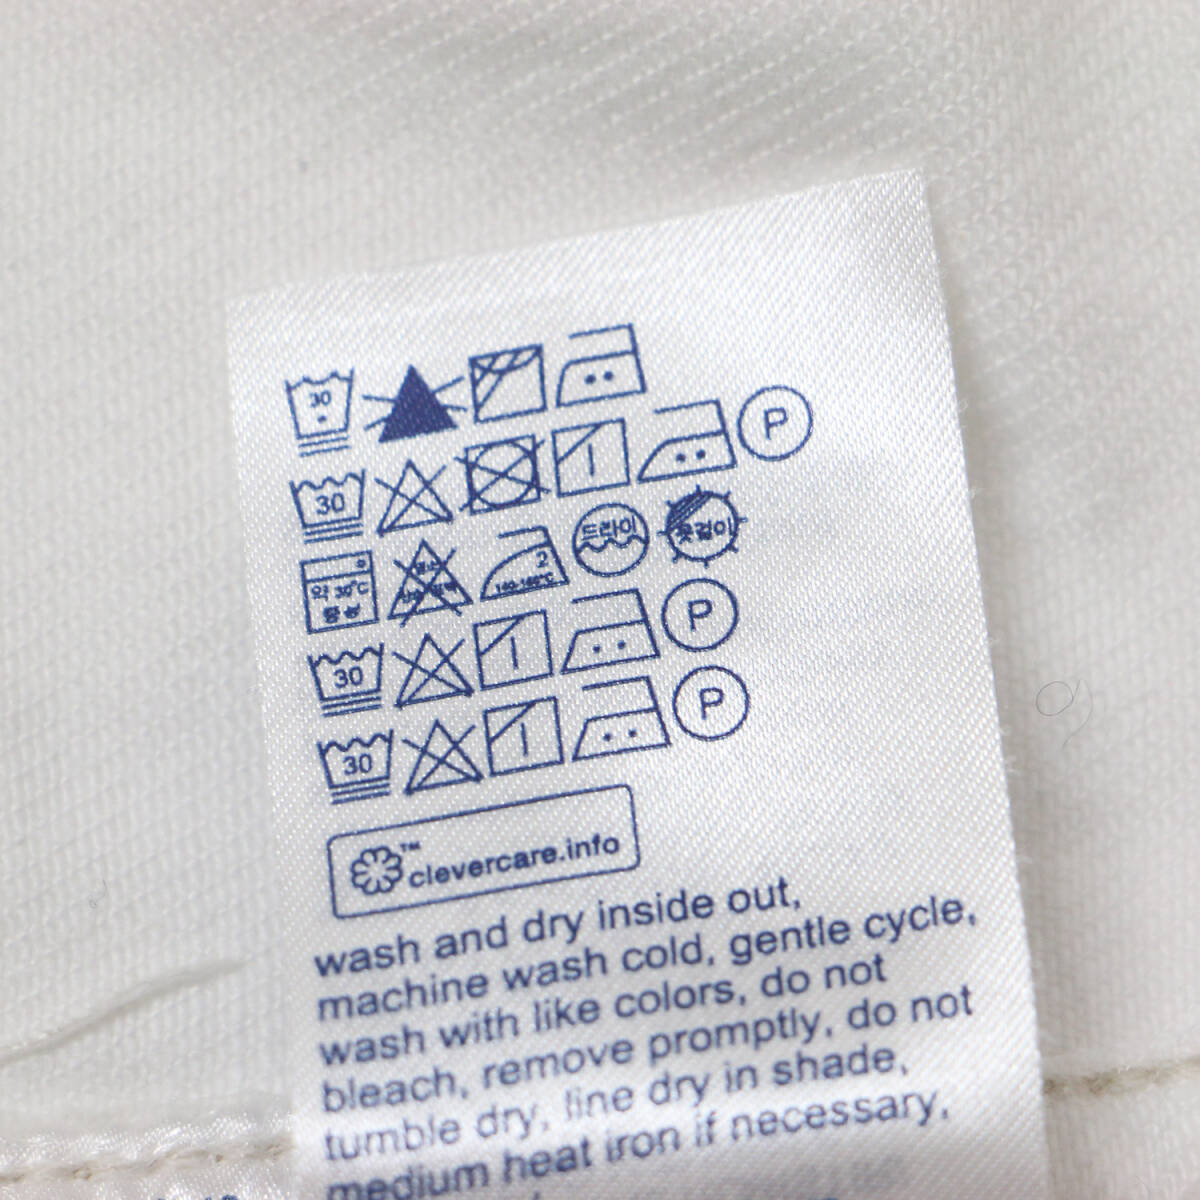 30
30 P
드라이 옷걸이
약 30℃ 2
중성
30 P
30 P
™ clevercare.info
wash and dry inside out,
machine wash cold, gentle cycle,
wash with like colors, do not
bleach, remove promptly, do not
tumble dry, line dry in shade,
medium heat iron if necessary,